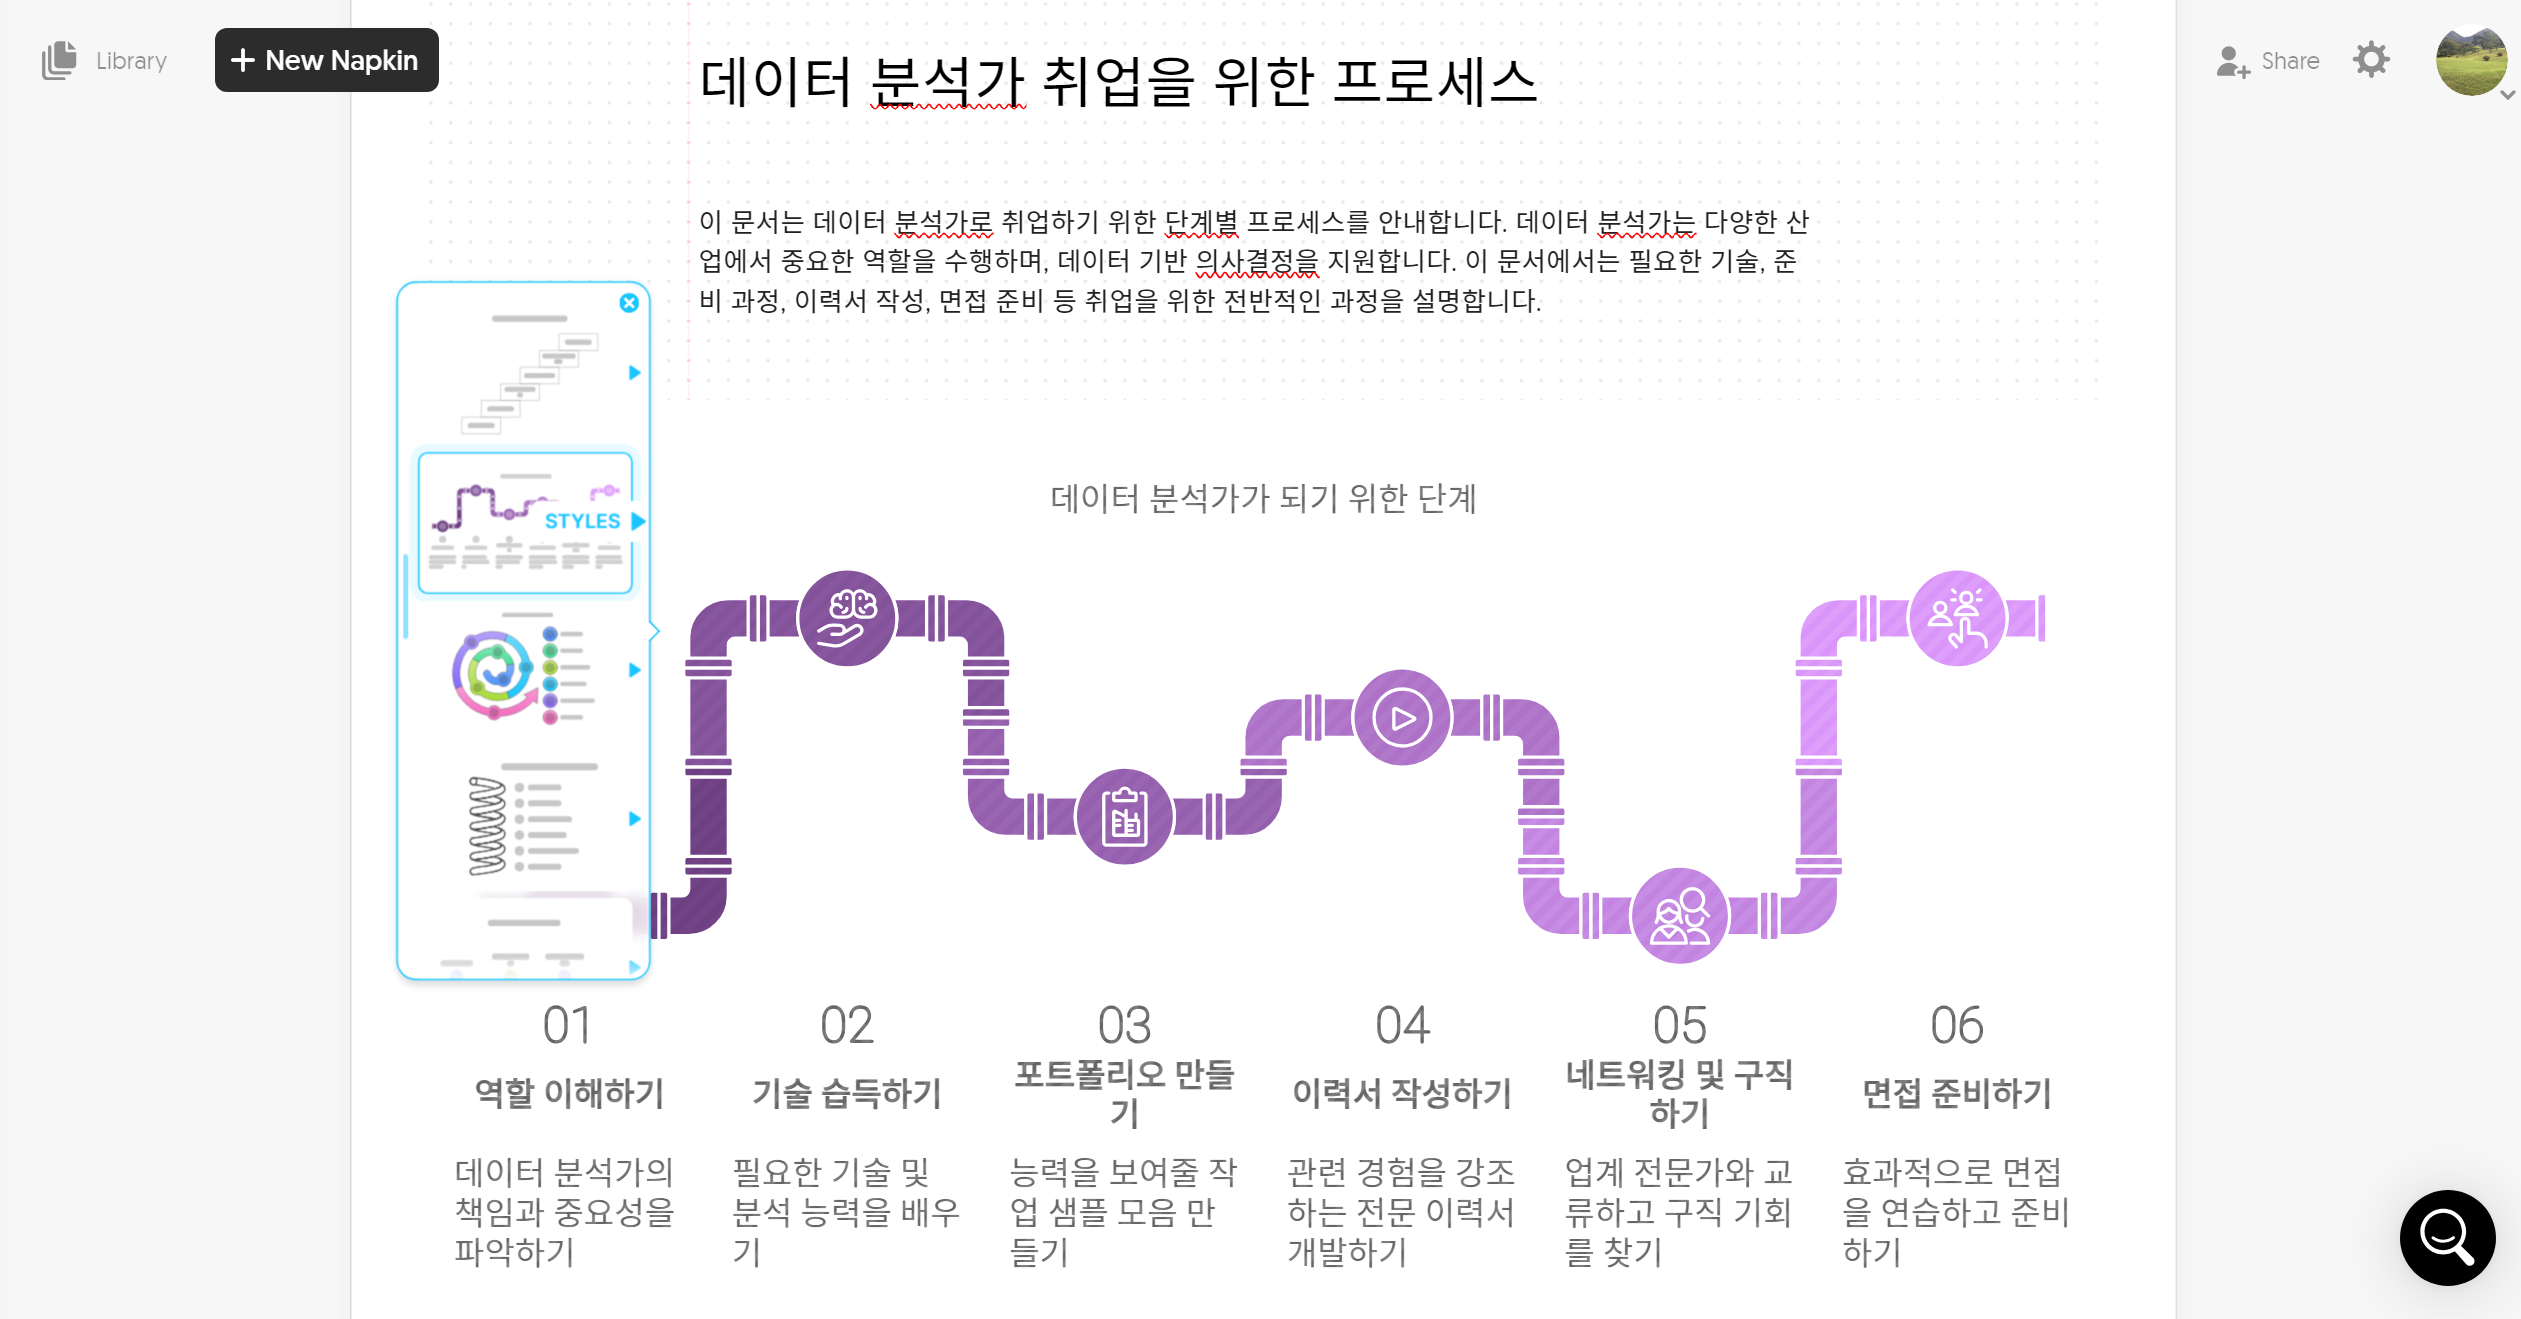 Library
+ New Napkin
Share
데이터 분석가 취업을 위한 프로세스
이 문서는 데이터 분석가로 취업하기 위한 단계별 프로세스를 안내합니다. 데이터 분석가는 다양한 산
업에서 중요한 역할을 수행하며, 데이터 기반 의사결정을 지원합니다. 이 문서에서는 필요한 기술, 준
비 과정, 이력서 작성, 면접 준비 등 취업을 위한 전반적인 과정을 설명합니다.
STYLES
데이터 분석가가 되기 위한 단계
01
역할 이해하기
데이터 분석가의
책임과 중요성을
파악하기
02
기술 습득하기
필요한 기술 및
분석 능력을 배우
기
03
포트폴리오 만들
기
능력을 보여줄 작
업 샘플 모음 만
들기
04
이력서 작성하기
관련 경험을 강조
하는 전문 이력서
개발하기
05
네트워킹 및 구직
하기
업계 전문가와 교
류하고 구직 기회
를 찾기
06
면접 준비하기
효과적으로 면접
을 연습하고 준비
하기